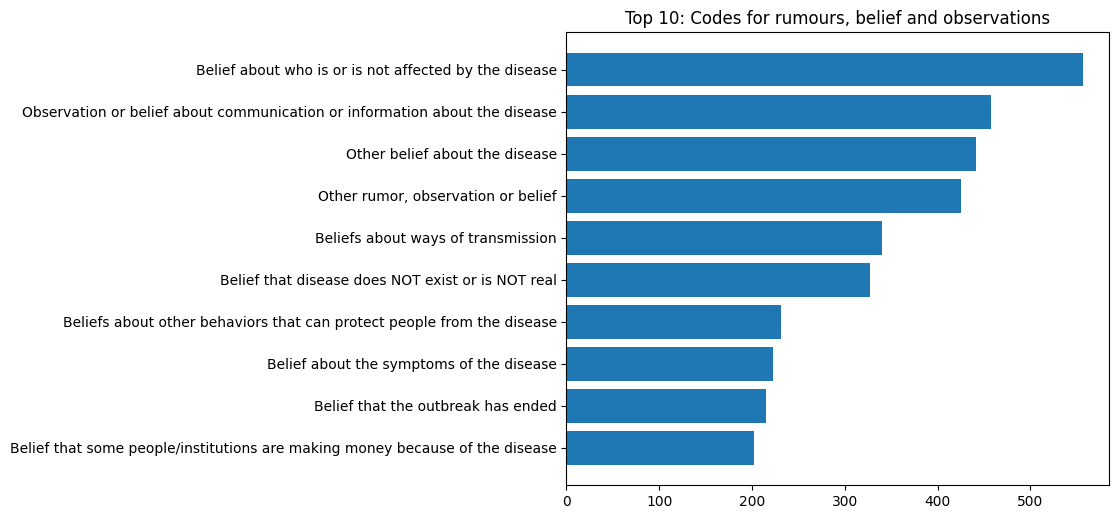 Top 10: Codes for rumours, belief and observations
Belief about who is or is not affected by the disease
Observation or belief about communication or information about the disease
Other belief about the disease
Other rumor, observation or belief
Beliefs about ways of transmission
Belief that disease does NOT exist or is NOT real
Beliefs about other behaviors that can protect people from the disease
Belief about the symptoms of the disease
Belief that the outbreak has ended
Belief that some people/institutions are making money because of the disease
0 100 200 300 400 500